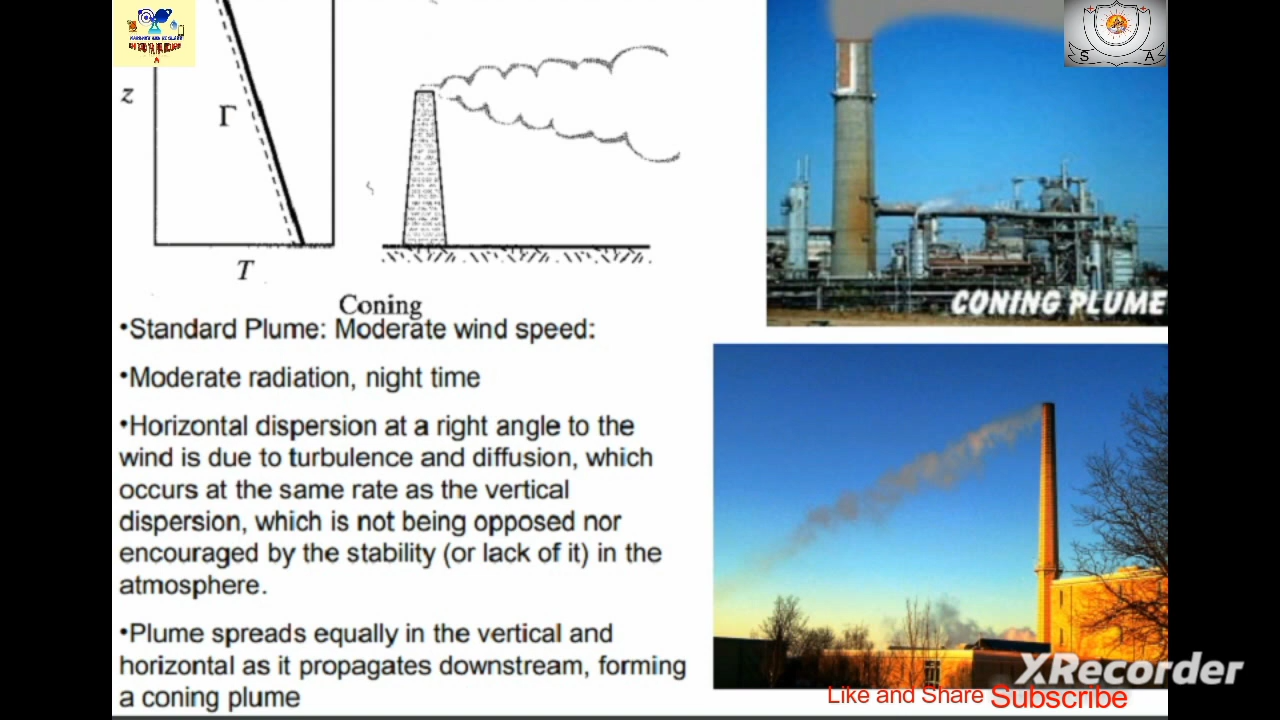 z
Γ
T
Coning
•Standard Plume: Moderate wind speed:
•Moderate radiation, night time
•Horizontal dispersion at a right angle to the
wind is due to turbulence and diffusion, which
occurs at the same rate as the vertical
dispersion, which is not being opposed nor
encouraged by the stability (or lack of it) in the
atmosphere.
•Plume spreads equally in the vertical and
horizontal as it propagates downstream, forming
a coning plume
S A
CONING PLUME
XRecorder
Like and Share Subscribe